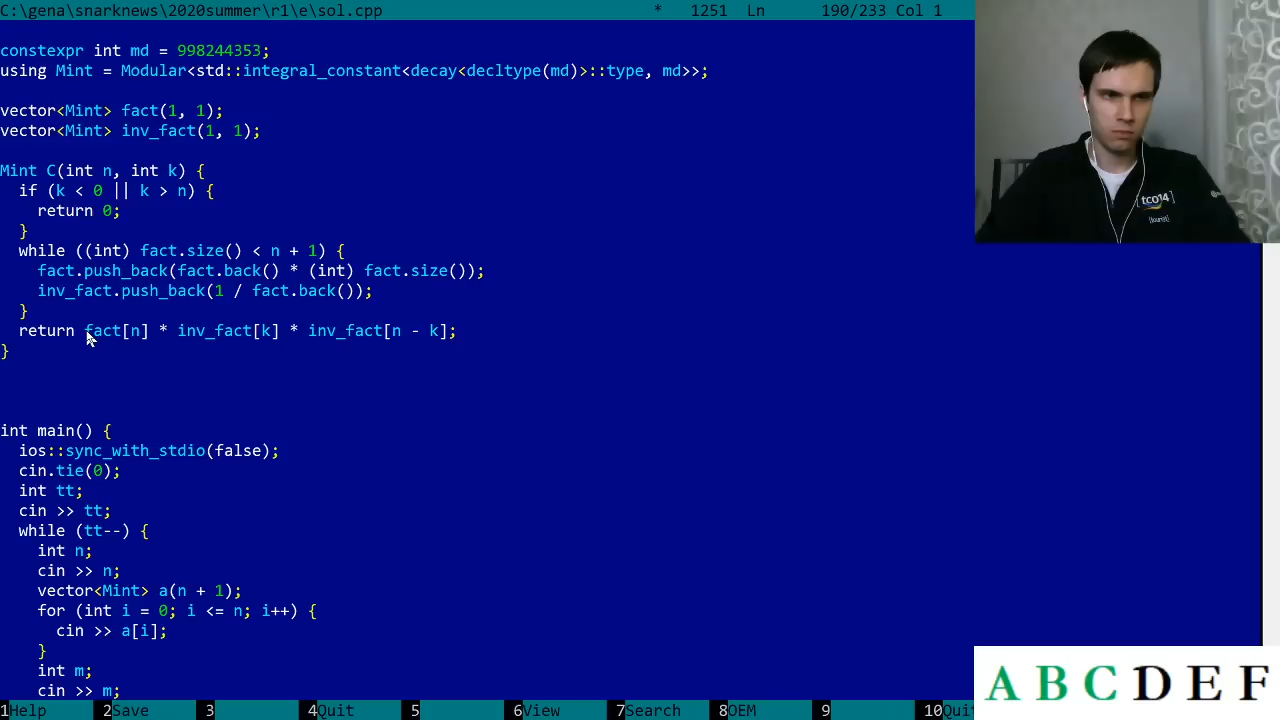 C:\gena\snarknews\2020summer\r1\e\sol.cpp * 1251 Ln 190/233 Col 1
constexpr int md = 998244353;
using Mint = Modular<std::integral_constant<decay<decltype(md)>::type, md>>;
vector<Mint> fact(1, 1);
vector<Mint> inv_fact(1, 1);
Mint C(int n, int k) {
if (k < 0 || k > n) {
return 0;
}
while ((int) fact.size() < n + 1) {
fact.push_back(fact.back() * (int) fact.size());
inv_fact.push_back(1 / fact.back());
}
return fact[n] * inv_fact[k] * inv_fact[n - k];
}
int main() {
ios::sync_with_stdio(false);
cin.tie(0);
int tt;
cin >> tt;
while (tt--) {
int n;
cin >> n;
vector<Mint> a(n + 1);
for (int i = 0; i <= n; i++) {
cin >> a[i];
}
int m;
cin >> m;
1Help 2Save 3 4Quit 5 6View 7Search 8OEM 9 10Qui
[tco14]
A B C D E F